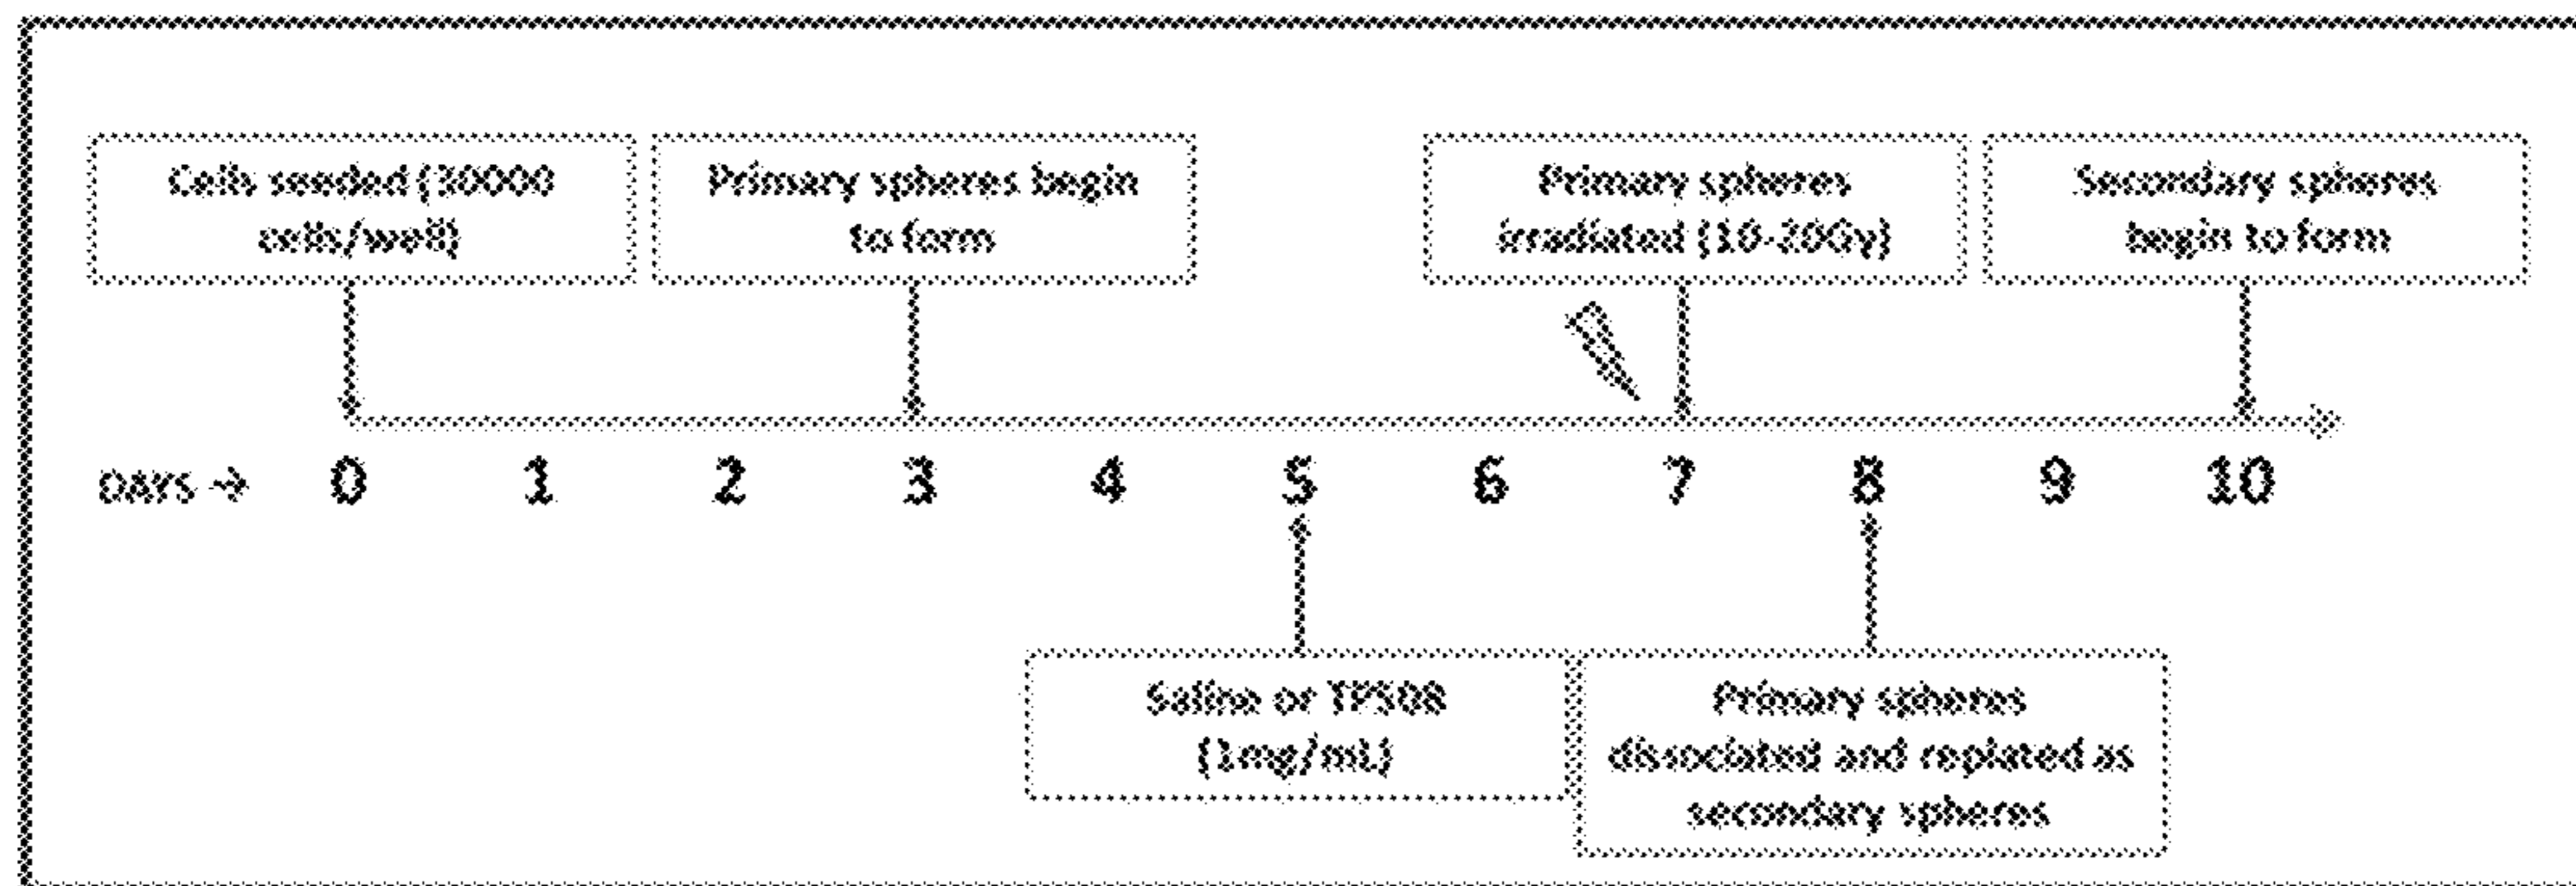 Cells seeded (30000
cells/well)
Primary spheres begin
to form
Primary spheres
irradiated (10-20Gy)
Secondary spheres
begin to form
DAYS → 0 1 2 3 4 5 6 7 8 9 10
Saline or TP508
(1mg/mL)
Primary spheres
dissociated and replated as
secondary spheres